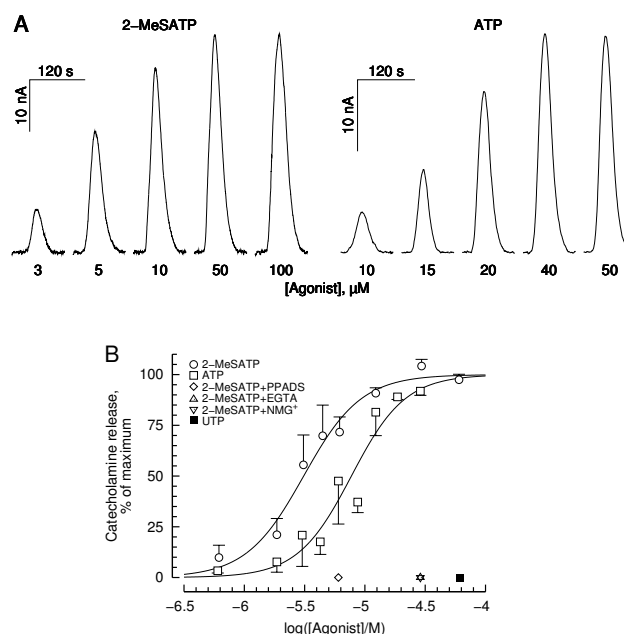 A
2−MeSATP
ATP
120 s
10 nA
120 s
10 nA
3 5 10 50 100 10 15 20 40 50
[Agonist], µM
B
2−MeSATP
ATP
2−MeSATP+PPADS
2−MeSATP+EGTA
2−MeSATP+NMG⁺
UTP
Catecholamine release,
% of maximum
100
75
50
25
0
−6.5 −6 −5.5 −5 −4.5 −4
log([Agonist]/M)